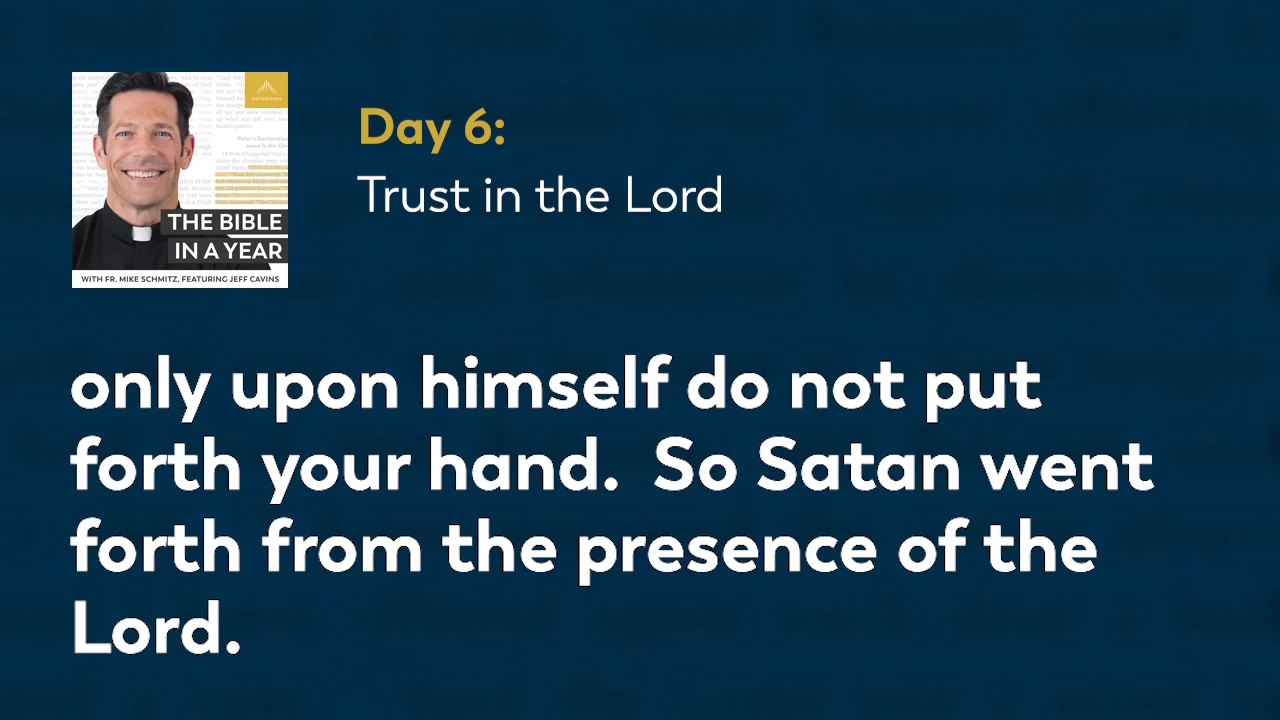 ASCENSION
Day 6:
Trust in the Lord
THE BIBLE
IN A YEAR
WITH FR. MIKE SCHMITZ, FEATURING JEFF CAVINS
only upon himself do not put
forth your hand.  So Satan went
forth from the presence of the
Lord.